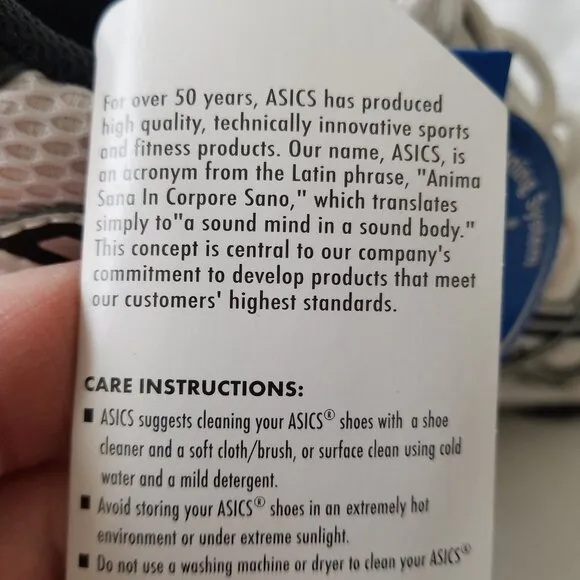 For over 50 years, ASICS has produced
high quality, technically innovative sports
and fitness products. Our name, ASICS, is
an acronym from the Latin phrase, "Anima
Sana In Corpore Sano," which translates
simply to"a sound mind in a sound body."
This concept is central to our company's
commitment to develop products that meet
our customers' highest standards.
CARE INSTRUCTIONS:
■ ASICS suggests cleaning your ASICS® shoes with a shoe
cleaner and a soft cloth/brush, or surface clean using cold
water and a mild detergent.
■ Avoid storing your ASICS® shoes in an extremely hot
environment or under extreme sunlight.
■ Do not use a washing machine or dryer to clean your ASICS®
System